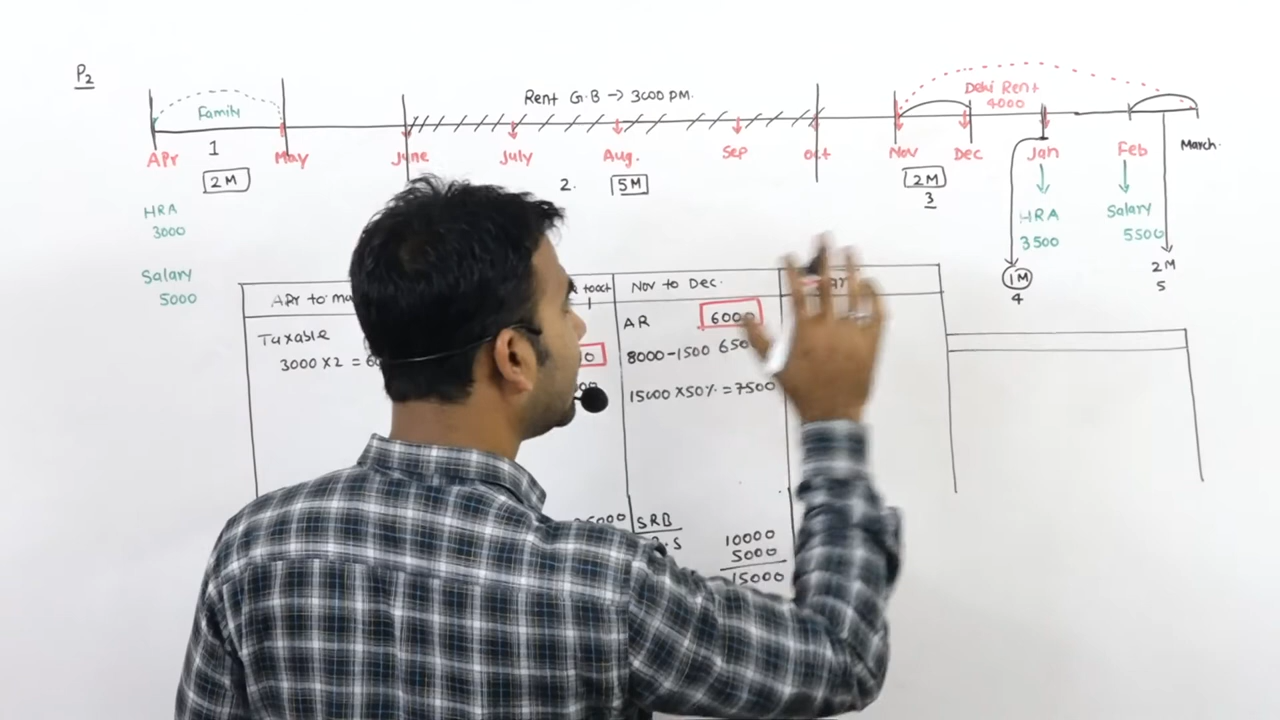 P2
Family
Rent G.B → 3000 PM.
Delhi Rent
4000
Apr May June July Aug. Sep oct Nov Dec Jan Feb March.
1
2M
2. 5M
2M
3
HRA
3000
Salary
5000
HRA
3500
Salary
5500
1M
4
2M
5
Apr to
Taxable
3000 x 2 =
Nov to Dec.
AR 6000
8000 - 1500
15000 x 50% = 7500
SRB
10000
5000
15000